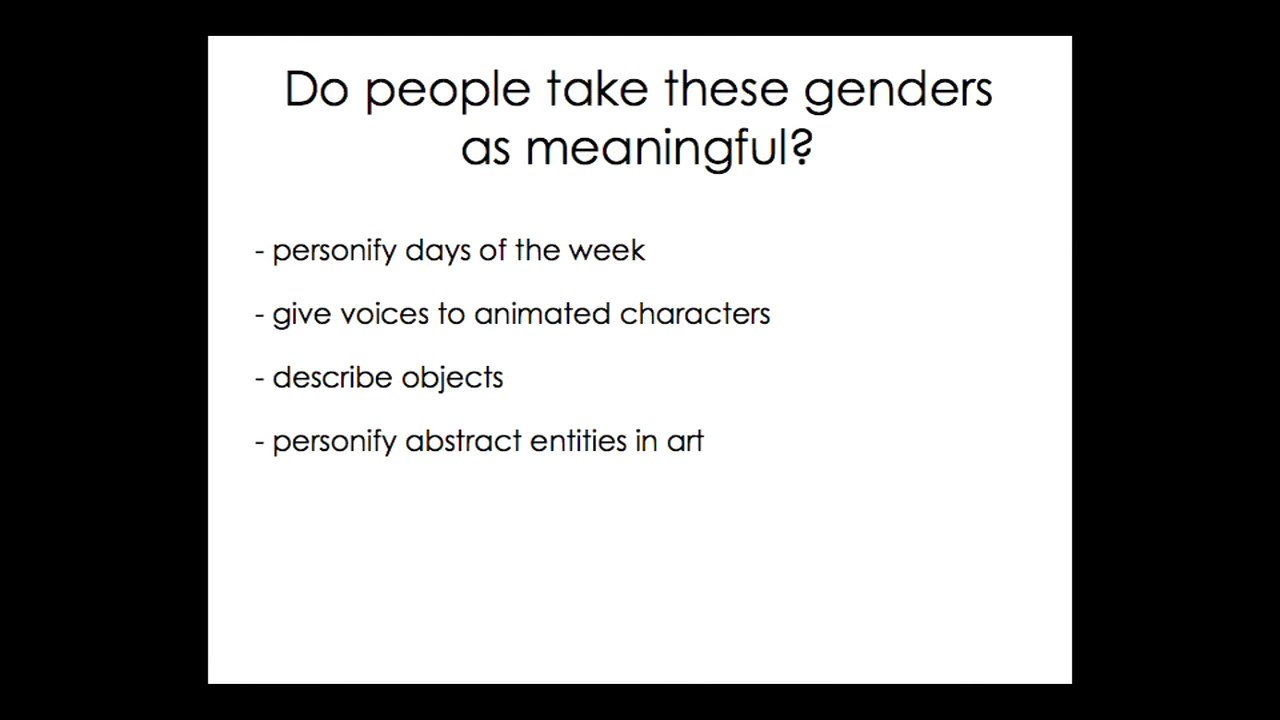 Do people take these genders
as meaningful?
- personify days of the week
- give voices to animated characters
- describe objects
- personify abstract entities in art